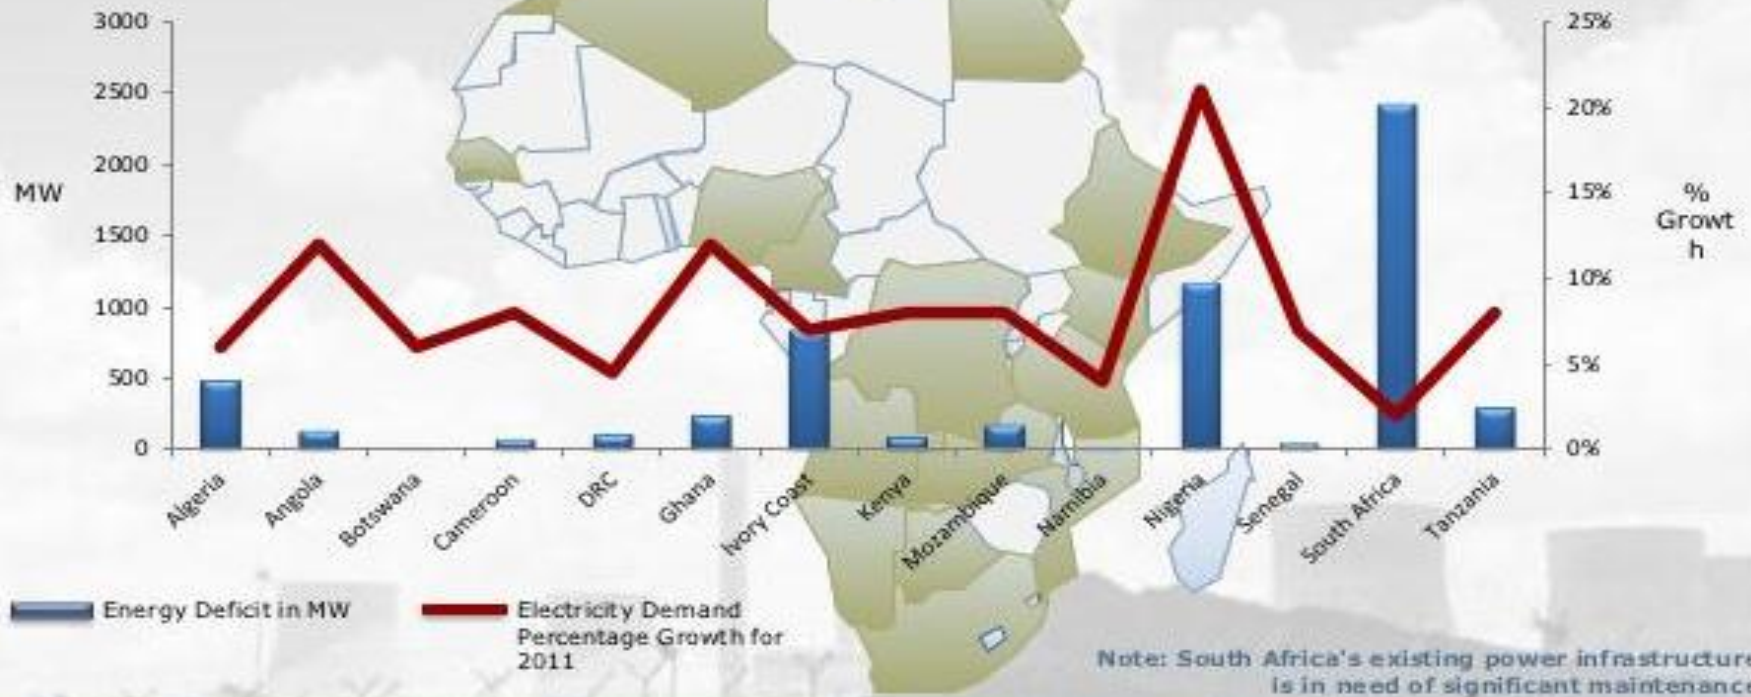 3000
2500
2000
1500
1000
500
0
MW
25%
20%
15%
10%
5%
0%
%
Growt
h
Algeria
Angola
Botswana
Cameroon
DRC
Ghana
Ivory Coast
Kenya
Mozambique
Namibia
Nigeria
Senegal
South Africa
Tanzania
Energy Deficit in MW
Electricity Demand
Percentage Growth for
2011
Note: South Africa's existing power infrastructure
is in need of significant maintenance